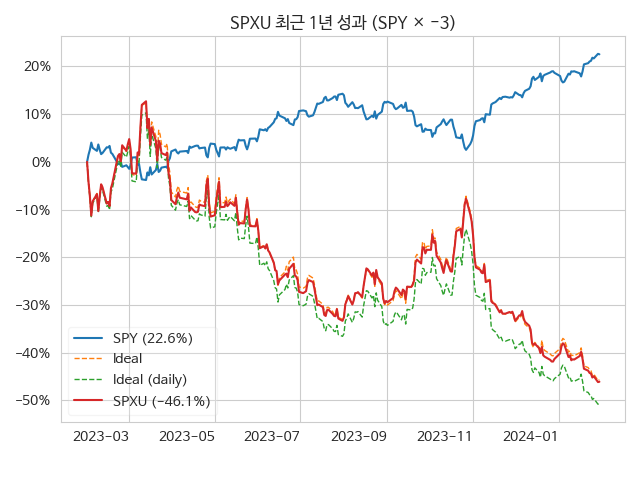 SPXU 최근 1년 성과 (SPY × −3)
20%
10%
0%
−10%
−20%
−30%
−40%
−50%
SPY (22.6%)
Ideal
Ideal (daily)
SPXU (−46.1%)
2023−03
2023−05
2023−07
2023−09
2023−11
2024−01